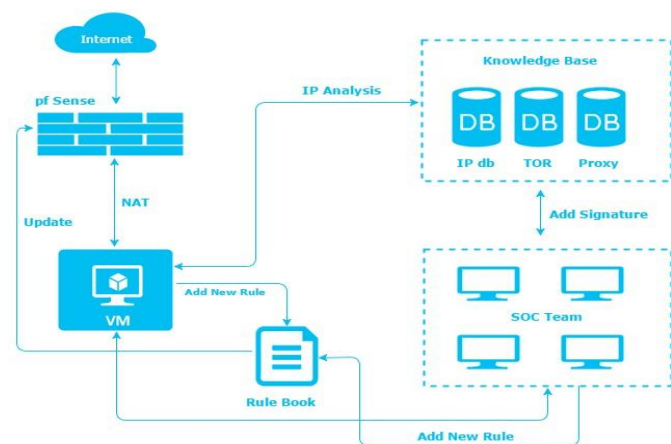 Internet
pf Sense
IP Analysis
Knowledge Base
DB
DB
DB
IP db
TOR
Proxy
NAT
Update
Add Signature
Add New Rule
VM
SOC Team
Rule Book
Add New Rule